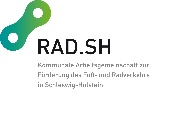 RAD.SH
Kommunale Arbeitsgemeinschaft zur
Förderung des Fuß- und Radverkehrs
in Schleswig-Holstein